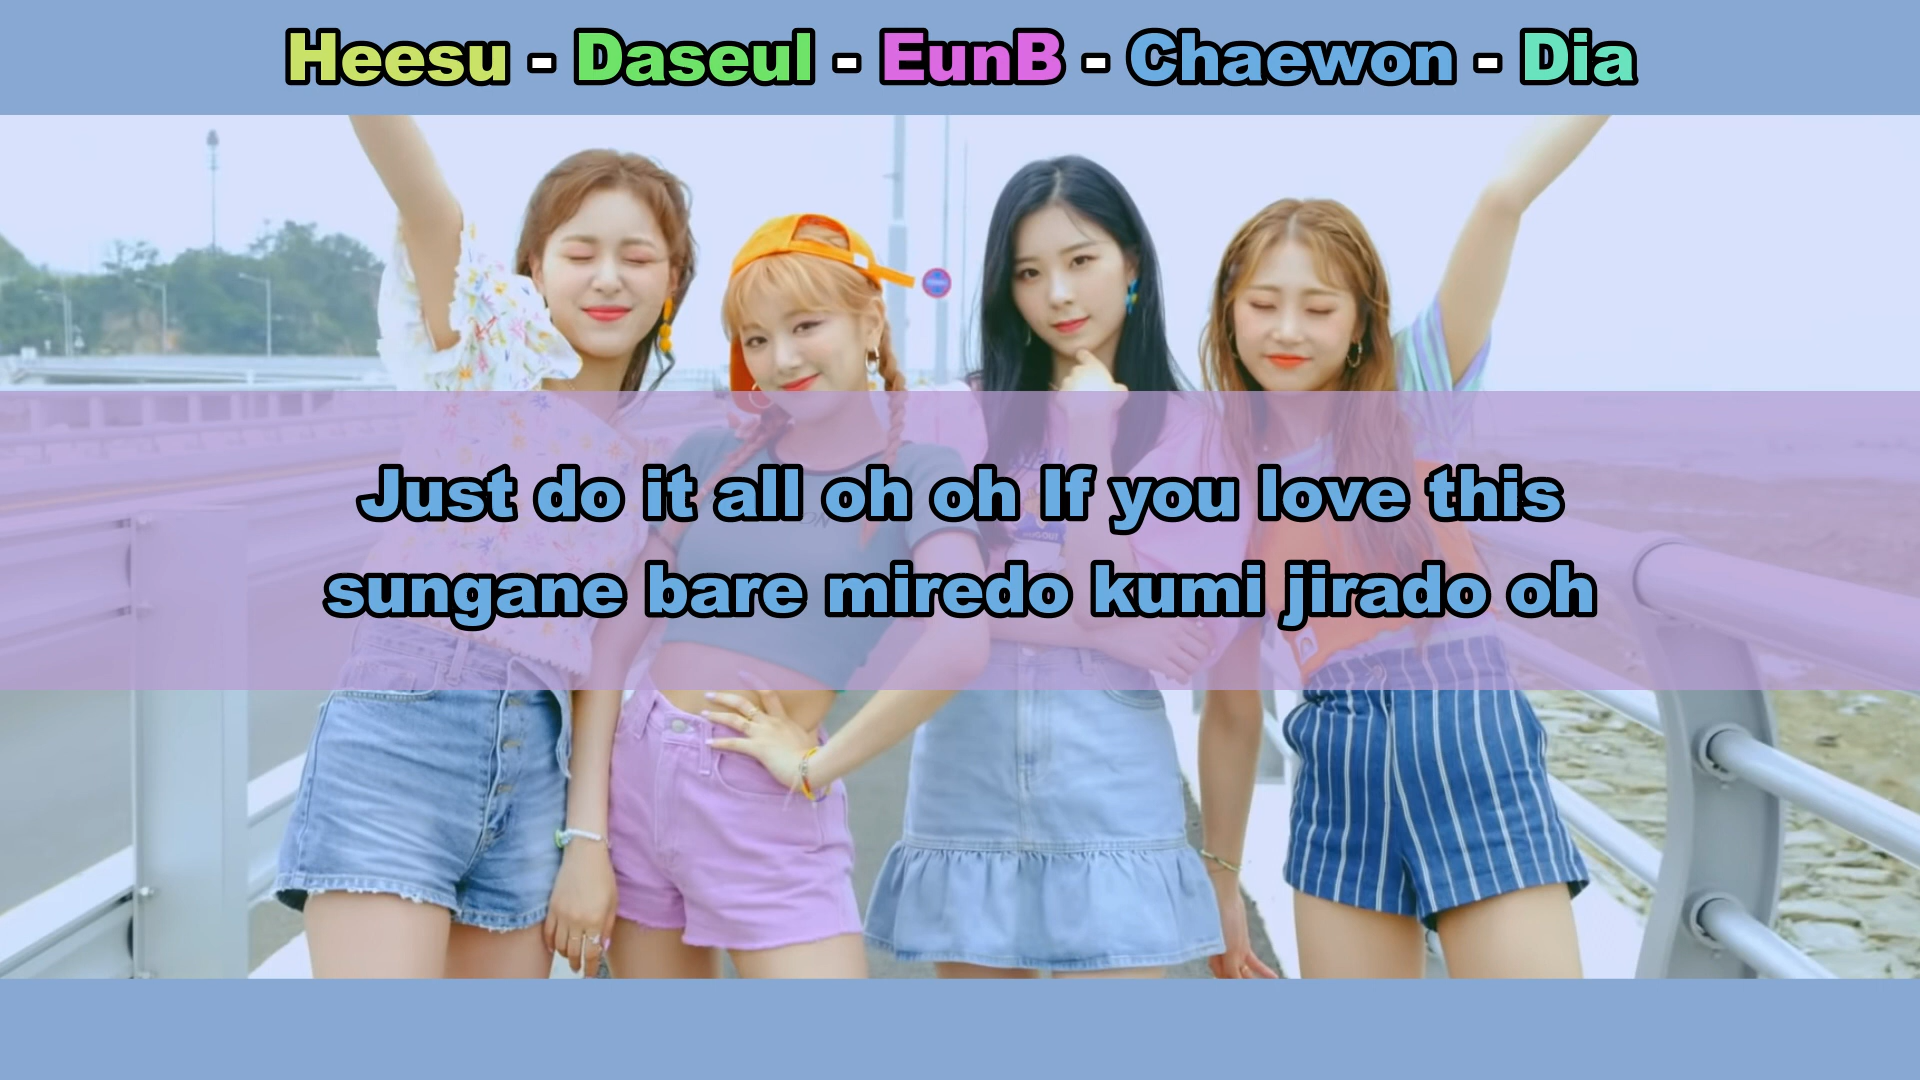 Heesu - Daseul - EunB - Chaewon - Dia
Just do it all oh oh If you love this
sungane bare miredo kumi jirado oh